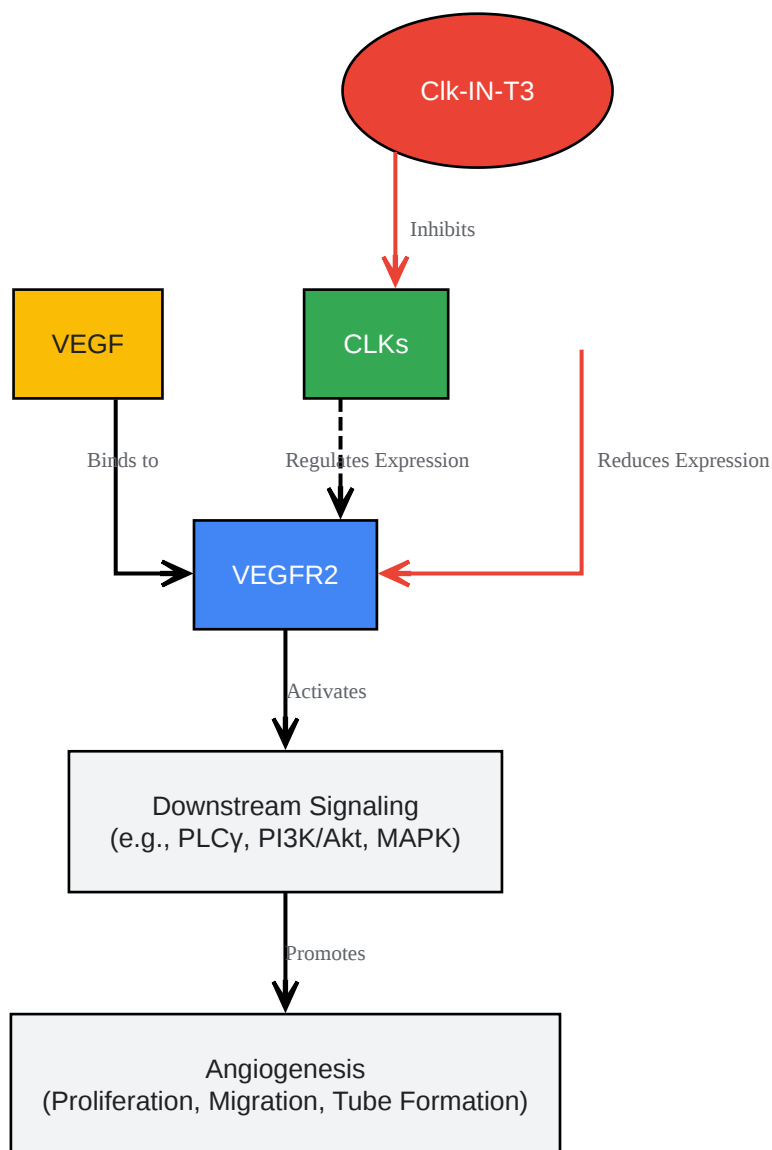 Clk-IN-T3
Inhibits
VEGF
CLKs
Binds to
Regulates Expression
Reduces Expression
VEGFR2
Activates
Downstream Signaling
(e.g., PLCγ, PI3K/Akt, MAPK)
Promotes
Angiogenesis
(Proliferation, Migration, Tube Formation)